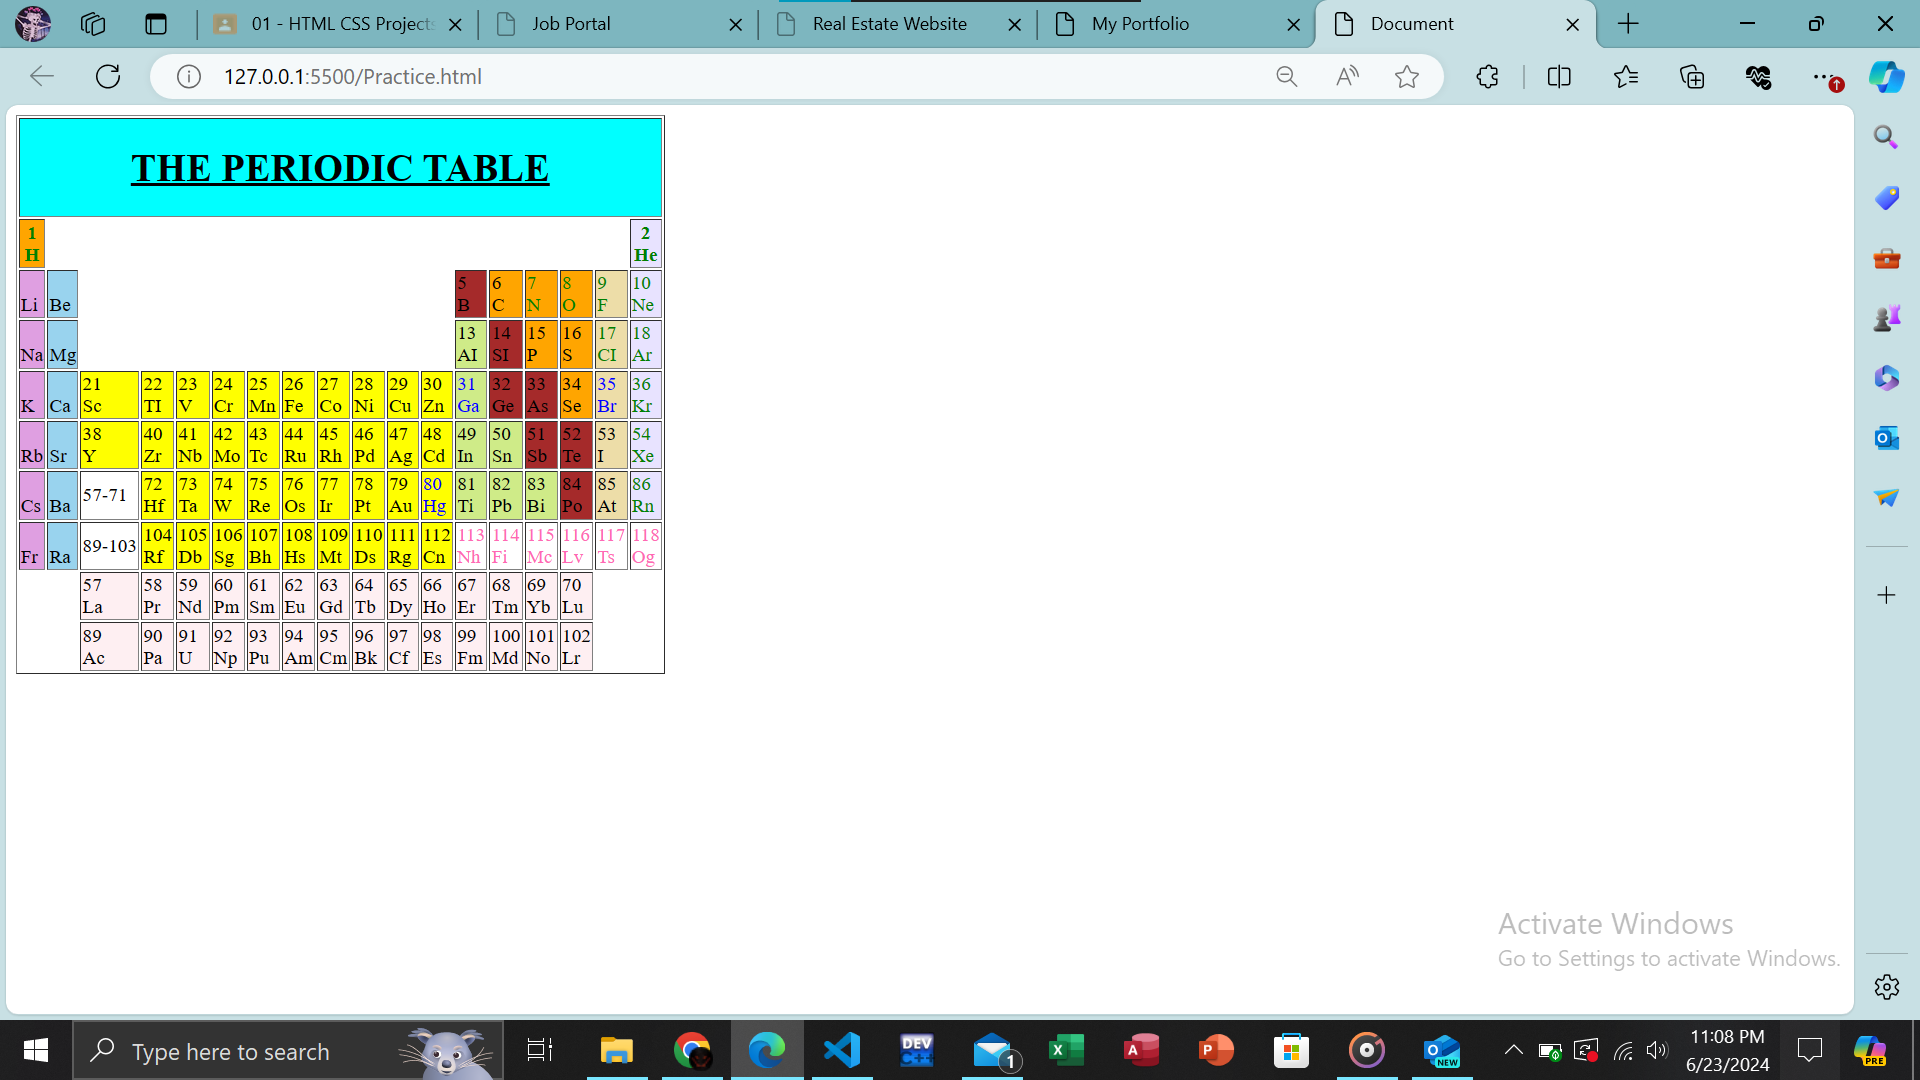 01 - HTML CSS Projects
Job Portal
Real Estate Website
My Portfolio
Document
127.0.0.1:5500/Practice.html
THE PERIODIC TABLE
1 2
H He
5 6 7 8 9 10
Li Be B C N O F Ne
13 14 15 16 17 18
Na Mg AI SI P S CI Ar
21 22 23 24 25 26 27 28 29 30 31 32 33 34 35 36
K Ca Sc TI V Cr Mn Fe Co Ni Cu Zn Ga Ge As Se Br Kr
38 40 41 42 43 44 45 46 47 48 49 50 51 52 53 54
Rb Sr Y Zr Nb Mo Tc Ru Rh Pd Ag Cd In Sn Sb Te I Xe
57-71 72 73 74 75 76 77 78 79 80 81 82 83 84 85 86
Cs Ba Hf Ta W Re Os Ir Pt Au Hg Ti Pb Bi Po At Rn
89-103 104 105 106 107 108 109 110 111 112 113 114 115 116 117 118
Fr Ra Rf Db Sg Bh Hs Mt Ds Rg Cn Nh Fi Mc Lv Ts Og
57 58 59 60 61 62 63 64 65 66 67 68 69 70
La Pr Nd Pm Sm Eu Gd Tb Dy Ho Er Tm Yb Lu
89 90 91 92 93 94 95 96 97 98 99 100 101 102
Ac Pa U Np Pu Am Cm Bk Cf Es Fm Md No Lr
Activate Windows
Go to Settings to activate Windows.
Type here to search
DEV
C++
1
X
A
P
O
NEW
11:08 PM
6/23/2024
PRE